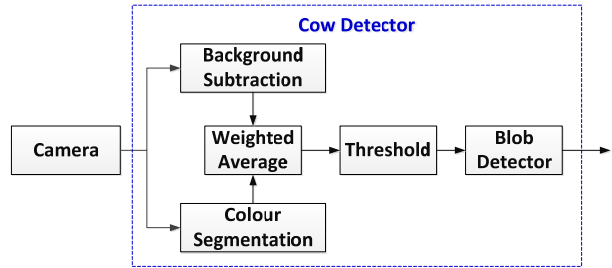 Cow Detector
Background
Subtraction
Camera
Weighted
Average
Threshold
Blob
Detector
Colour
Segmentation